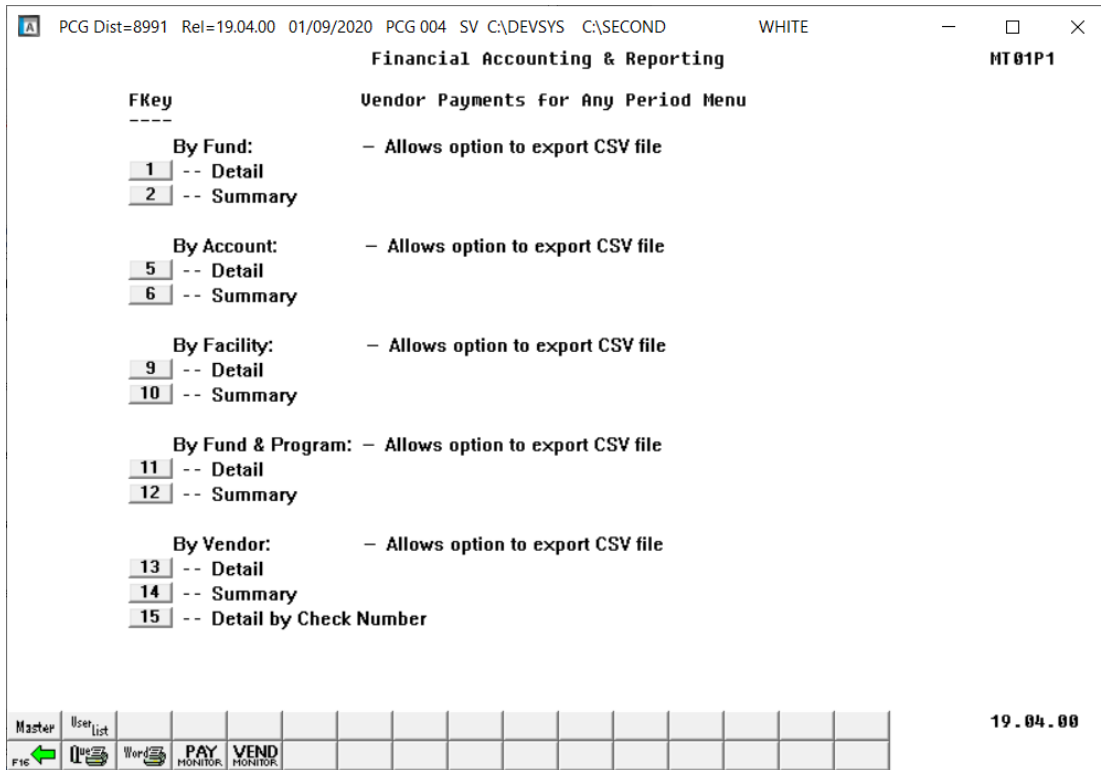 A PCG Dist=8991 Rel=19.04.00 01/09/2020 PCG 004 SV C:\DEVSYS C:\SECOND WHITE
Financial Accounting & Reporting MT01P1
FKey Vendor Payments for Any Period Menu
----
By Fund: – Allows option to export CSV file
1 -- Detail
2 -- Summary
By Account: – Allows option to export CSV file
5 -- Detail
6 -- Summary
By Facility: – Allows option to export CSV file
9 -- Detail
10 -- Summary
By Fund & Program: – Allows option to export CSV file
11 -- Detail
12 -- Summary
By Vendor: – Allows option to export CSV file
13 -- Detail
14 -- Summary
15 -- Detail by Check Number
Master User List 19.04.00
F16 Que Word PAY MONITOR VEND MONITOR